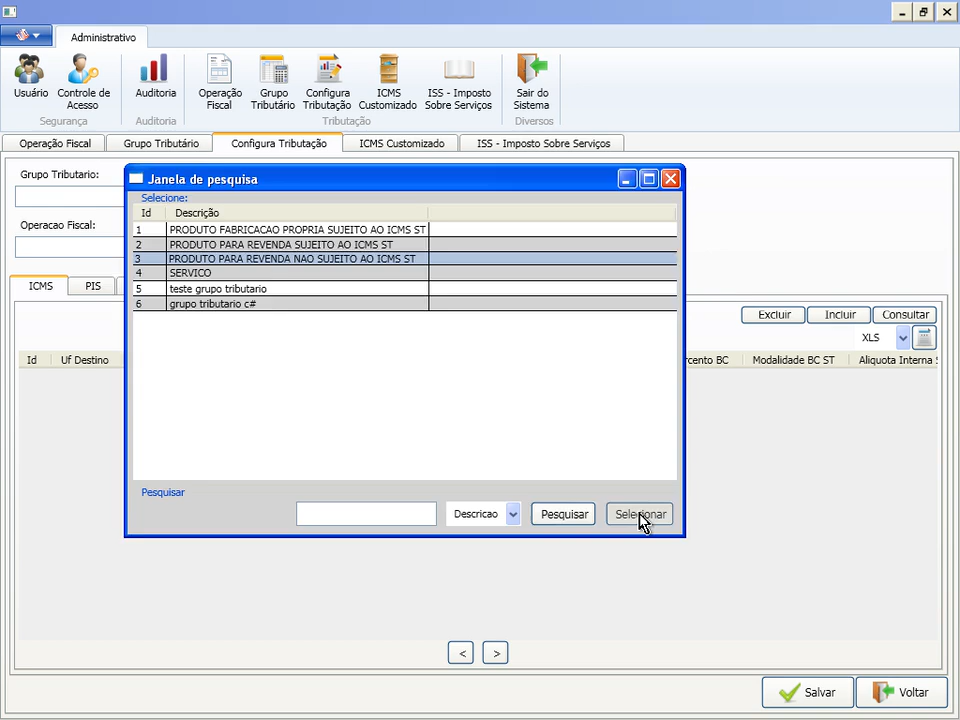 Administrativo
Usuário
Controle de
Acesso
Segurança
Auditoria
Auditoria
Operação
Fiscal
Grupo
Tributário
Configura
Tributação
ICMS
Customizado
ISS - Imposto
Sobre Serviços
Tributação
Sair do
Sistema
Diversos
Operação Fiscal
Grupo Tributário
Configura Tributação
ICMS Customizado
ISS - Imposto Sobre Serviços
Grupo Tributario:
Operacao Fiscal:
ICMS
PIS
Janela de pesquisa
Selecione:
Id Descrição
1 PRODUTO FABRICACAO PROPRIA SUJEITO AO ICMS ST
2 PRODUTO PARA REVENDA SUJEITO AO ICMS ST
3 PRODUTO PARA REVENDA NAO SUJEITO AO ICMS ST
4 SERVICO
5 teste grupo tributario
6 grupo tributario c#
Pesquisar
Descricao
Pesquisar
Selecionar
Excluir
Incluir
Consultar
XLS
Id Uf Destino
BC Modalidade BC ST Aliquota Interna
< >
Salvar
Voltar